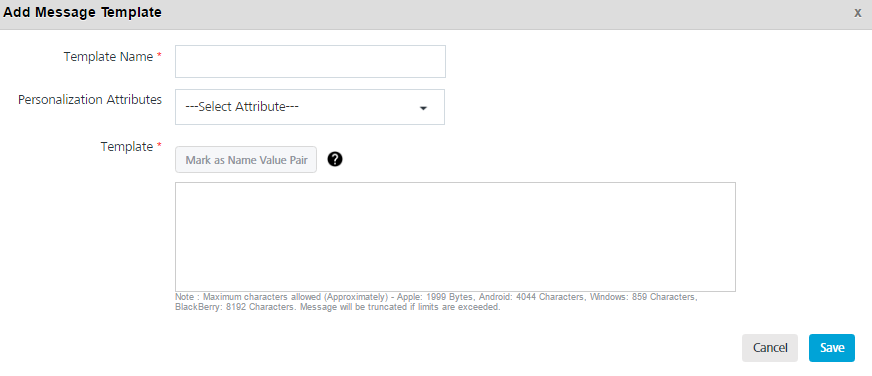 Add Message Template x
Template Name *
Personalization Attributes ---Select Attribute---
Template *
Mark as Name Value Pair ?
Note : Maximum characters allowed (Approximately) - Apple: 1999 Bytes, Android: 4044 Characters, Windows: 859 Characters,
BlackBerry: 8192 Characters. Message will be truncated if limits are exceeded.
Cancel Save